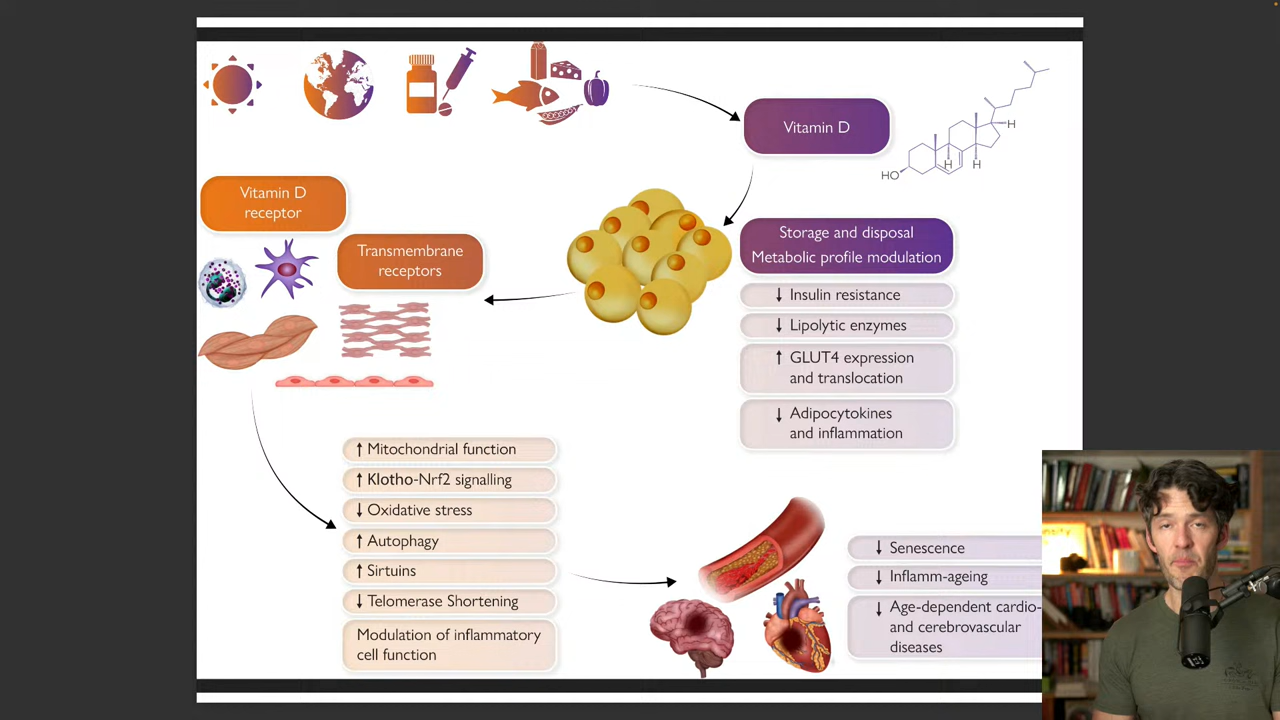 Vitamin D
HO
H
H
H
Vitamin D
receptor
Transmembrane
receptors
Storage and disposal
Metabolic profile modulation
↓ Insulin resistance
↓ Lipolytic enzymes
↑ GLUT4 expression
and translocation
↓ Adipocytokines
and inflammation
↑ Mitochondrial function
↑ Klotho-Nrf2 signalling
↓ Oxidative stress
↑ Autophagy
↑ Sirtuins
↓ Telomerase Shortening
Modulation of inflammatory
cell function
↓ Senescence
↓ Inflamm-ageing
↓ Age-dependent cardio-
and cerebrovascular
diseases